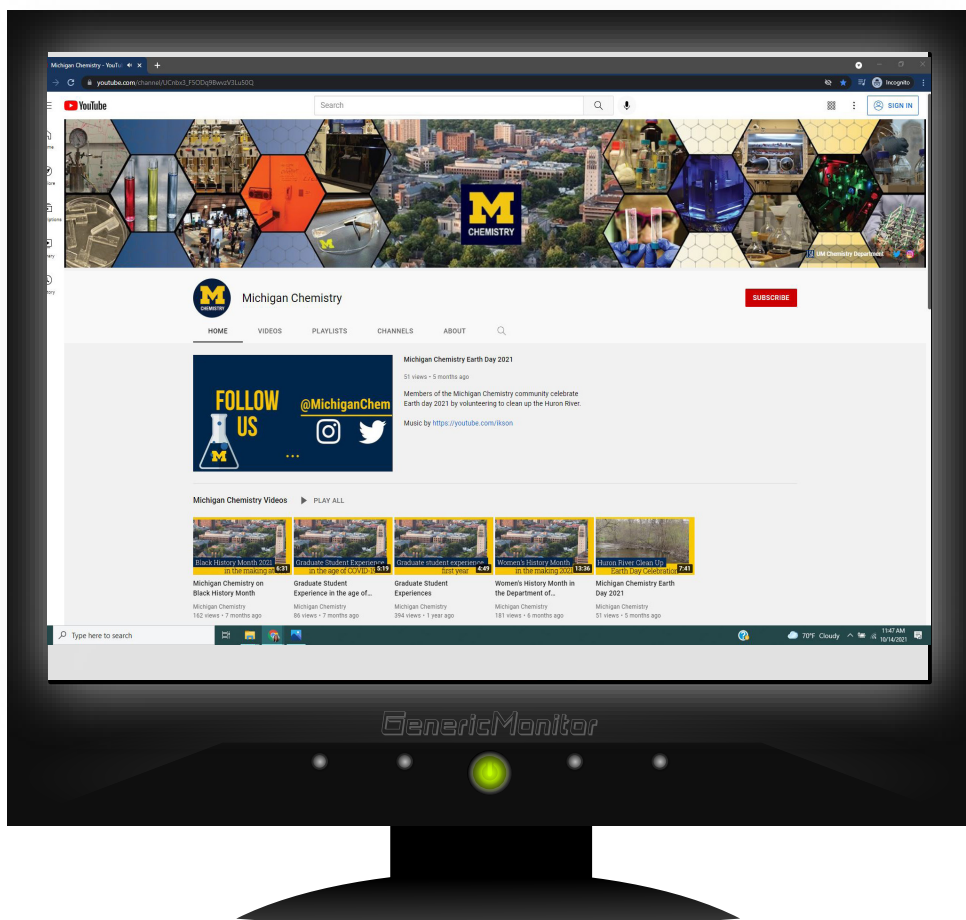 Michigan Chemistry - YouTu
youtube.com/channel/UCnbx3_FSODq9BwvzV3Lu50Q
Incognito
YouTube
Search
SIGN IN
M
CHEMISTRY
M
UM Chemistry Department
M
CHEMISTRY
Michigan Chemistry
SUBSCRIBE
HOME VIDEOS PLAYLISTS CHANNELS ABOUT
FOLLOW
US
@MichiganChem
M
Michigan Chemistry Earth Day 2021
51 views • 5 months ago
Members of the Michigan Chemistry community celebrate
Earth day 2021 by volunteering to clean up the Huron River.
Music by https://youtube.com/ikson
Michigan Chemistry Videos PLAY ALL
Black History Month 2021
in the making at
6:31
Graduate Student Experience
in the age of COVID-19
5:19
Graduate student experience
first year
4:49
Women's History Month
in the making 2021
13:36
Huron River Clean Up
Earth Day Celebration
7:41
Michigan Chemistry on
Black History Month
Michigan Chemistry
162 views • 7 months ago
Graduate Student
Experience in the age of...
Michigan Chemistry
86 views • 7 months ago
Graduate Student
Experiences
Michigan Chemistry
394 views • 1 year ago
Women's History Month in
the Department of...
Michigan Chemistry
181 views • 6 months ago
Michigan Chemistry Earth
Day 2021
Michigan Chemistry
51 views • 5 months ago
Type here to search
70°F Cloudy
11:47 AM
10/14/2021
GenericMonitor